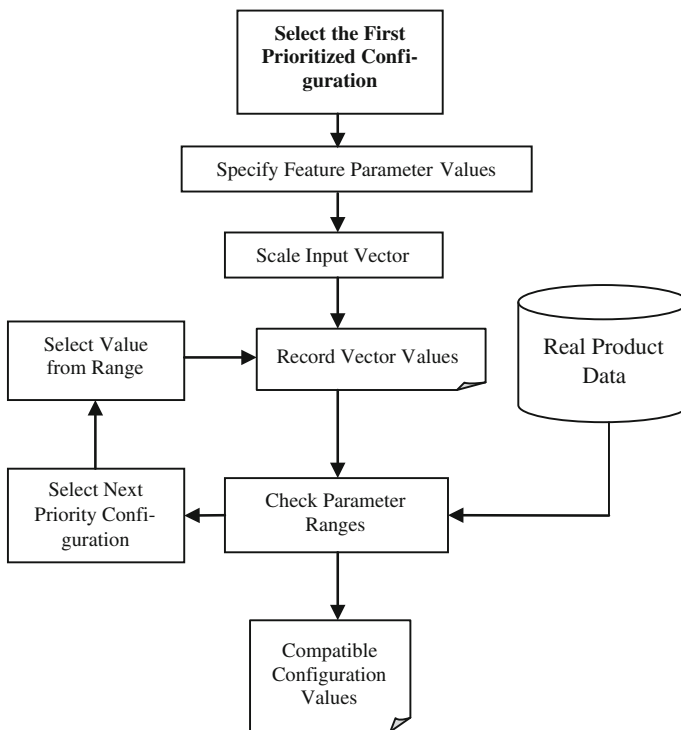 Select the First
Prioritized Confi-
guration
Specify Feature Parameter Values
Scale Input Vector
Select Value
from Range
Record Vector Values
Real Product
Data
Select Next
Priority Confi-
guration
Check Parameter
Ranges
Compatible
Configuration
Values